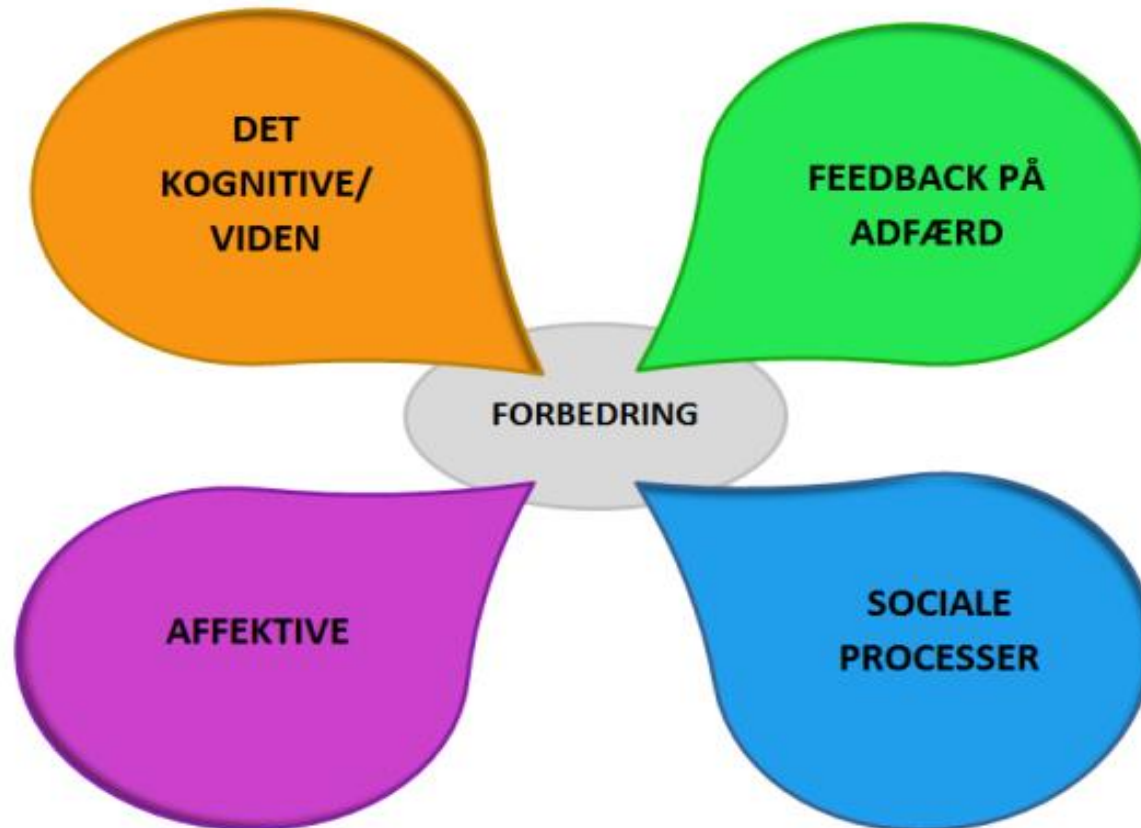 DET
KOGNITIVE/
VIDEN
FEEDBACK PÅ
ADFÆRD
FORBEDRING
AFFEKTIVE
SOCIALE
PROCESSER